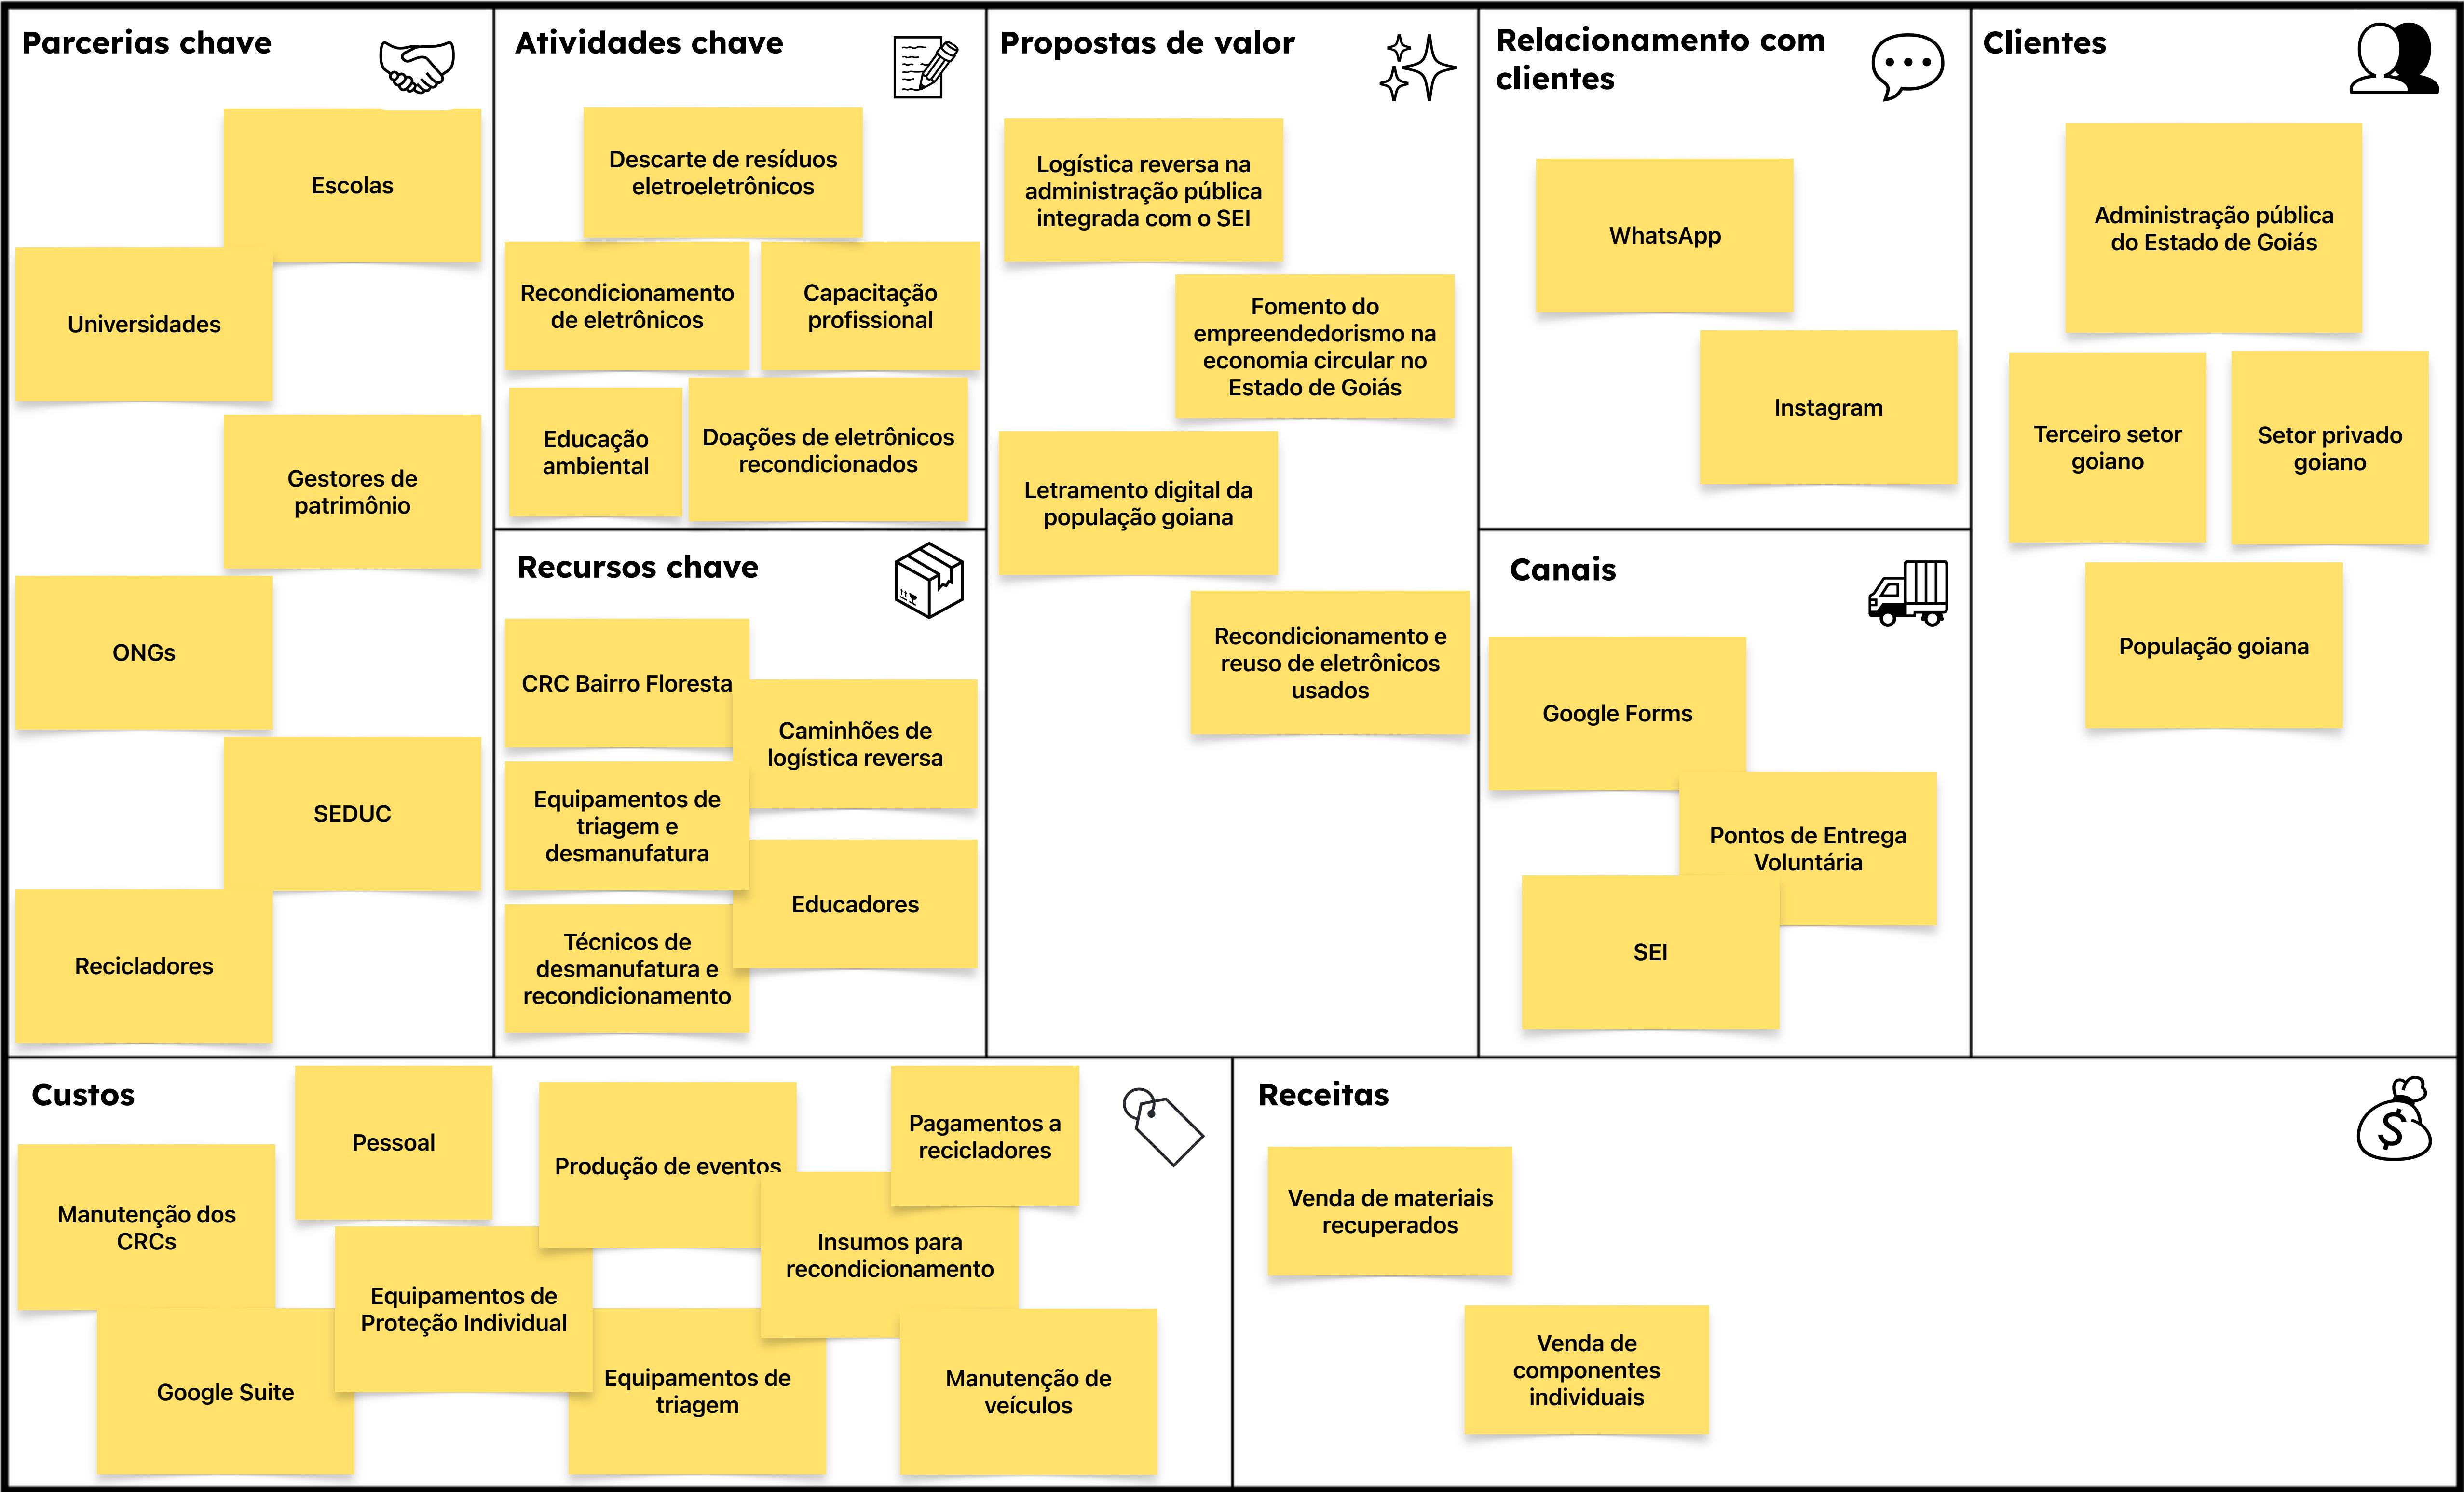 Parcerias chave
Escolas
Universidades
Gestores de
patrimônio
ONGs
SEDUC
Recicladores
Atividades chave
Descarte de resíduos
eletroeletrônicos
Recondicionamento
de eletrônicos
Capacitação
profissional
Educação
ambiental
Doações de eletrônicos
recondicionados
Recursos chave
CRC Bairro Floresta
Caminhões de
logística reversa
Equipamentos de
triagem e
desmanufatura
Educadores
Técnicos de
desmanufatura e
recondicionamento
Propostas de valor
Logística reversa na
administração pública
integrada com o SEI
Fomento do
empreendedorismo na
economia circular no
Estado de Goiás
Letramento digital da
população goiana
Recondicionamento e
reuso de eletrônicos
usados
Relacionamento com
clientes
WhatsApp
Instagram
Canais
Google Forms
Pontos de Entrega
Voluntária
SEI
Clientes
Administração pública
do Estado de Goiás
Terceiro setor
goiano
Setor privado
goiano
População goiana
Custos
Pessoal
Manutenção dos
CRCs
Produção de eventos
Pagamentos a
recicladores
Insumos para
recondicionamento
Equipamentos de
Proteção Individual
Google Suite
Equipamentos de
triagem
Manutenção de
veículos
Receitas
$
Venda de materiais
recuperados
Venda de
componentes
individuais